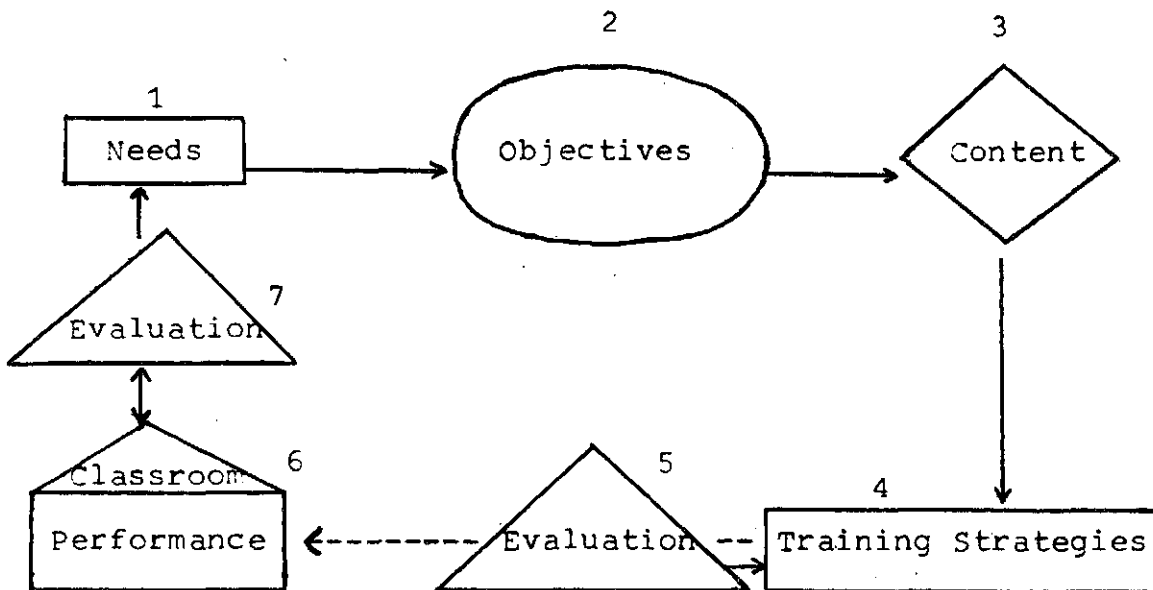 1
Needs
2
Objectives
3
Content
4
Training Strategies
5
Evaluation
6
Classroom
Performance
7
Evaluation